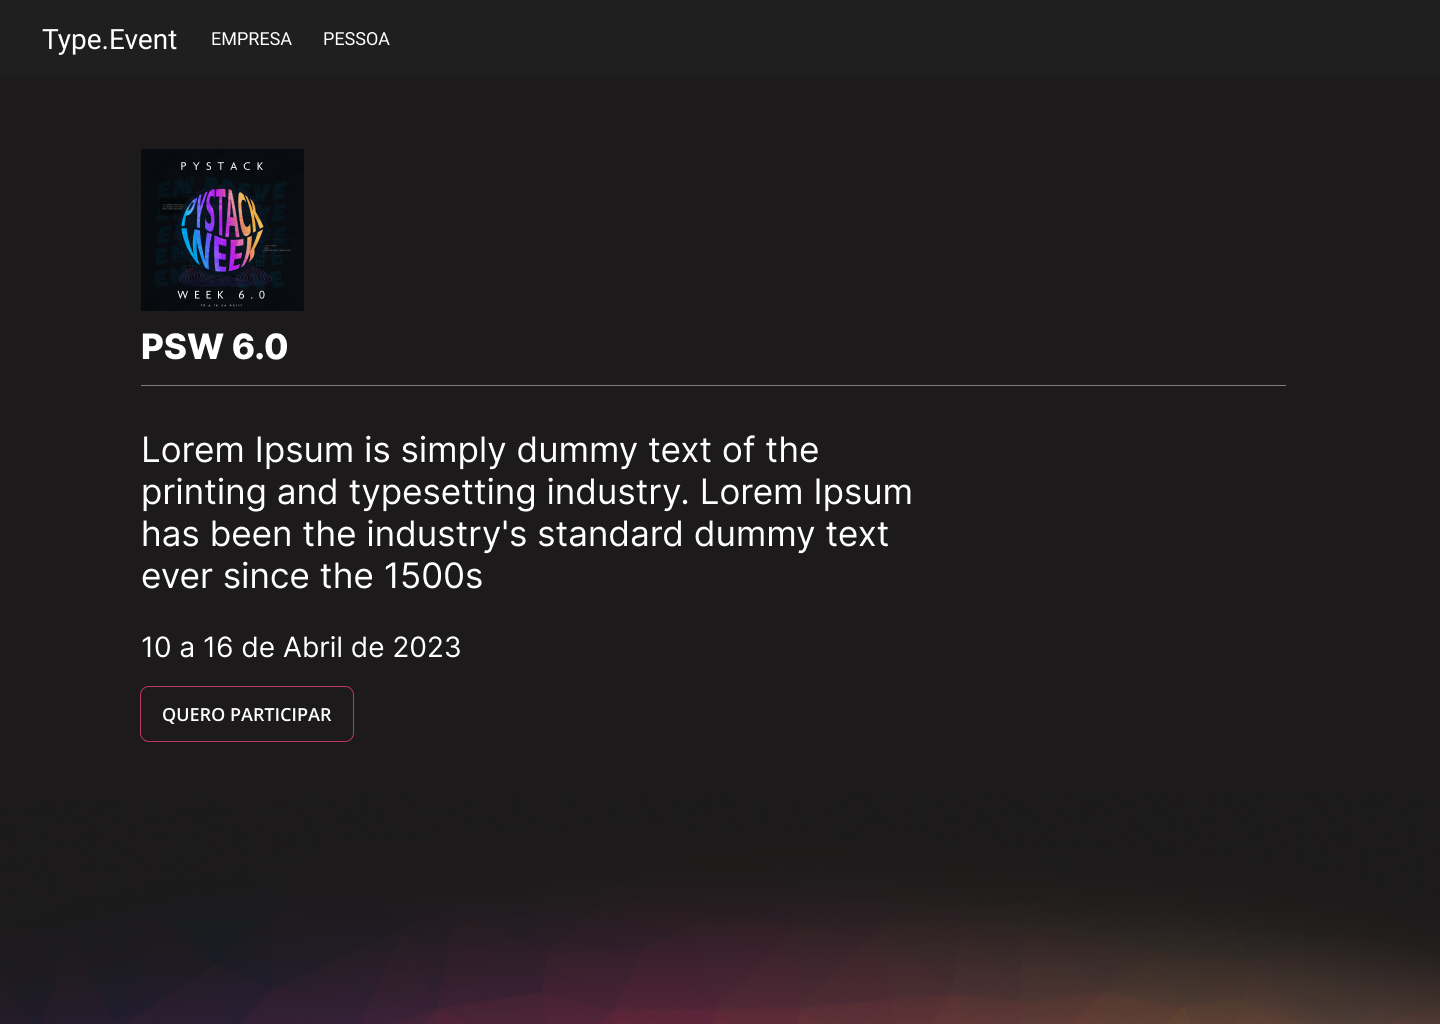 Type.Event EMPRESA PESSOA
PYSTACK
PYSTACK
WEEK
WEEK 6.0
PSW 6.0
Lorem Ipsum is simply dummy text of the
printing and typesetting industry. Lorem Ipsum
has been the industry's standard dummy text
ever since the 1500s
10 a 16 de Abril de 2023
QUERO PARTICIPAR